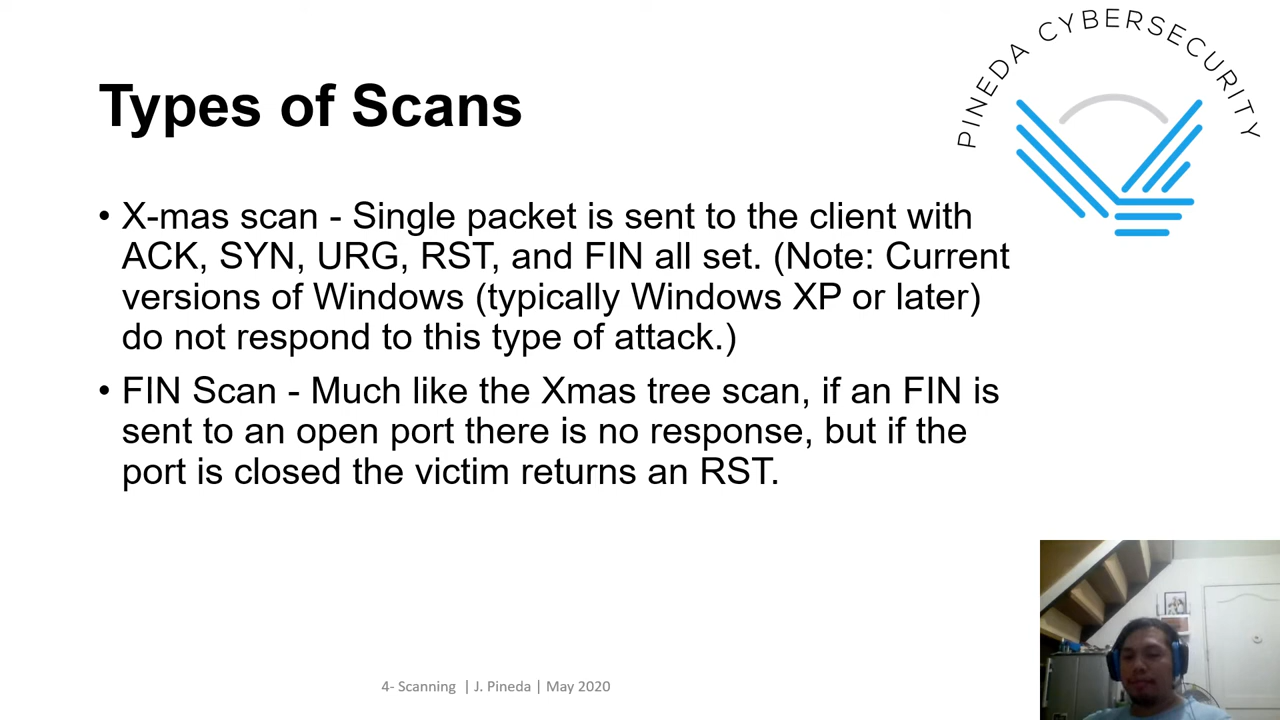 PINEDA CYBERSECURITY
Types of Scans
• X-mas scan - Single packet is sent to the client with
ACK, SYN, URG, RST, and FIN all set. (Note: Current
versions of Windows (typically Windows XP or later)
do not respond to this type of attack.)
• FIN Scan - Much like the Xmas tree scan, if an FIN is
sent to an open port there is no response, but if the
port is closed the victim returns an RST.
4- Scanning | J. Pineda | May 2020